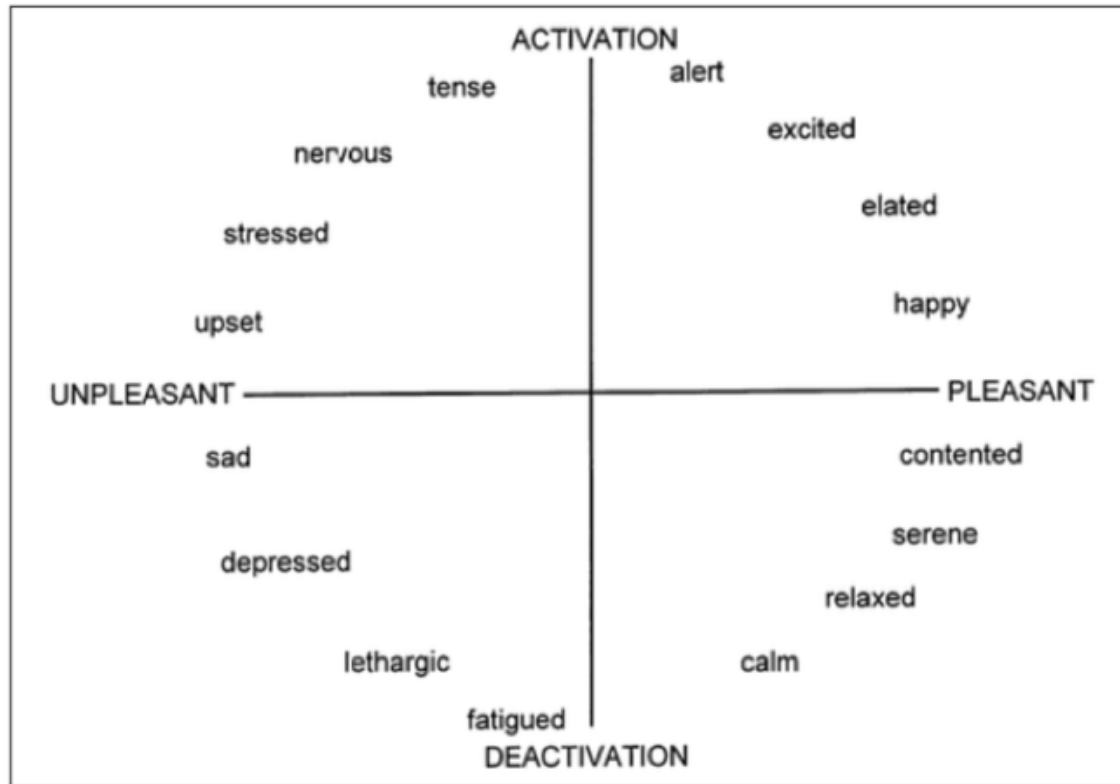 ACTIVATION
alert
tense
excited
nervous
elated
stressed
happy
upset
UNPLEASANT
PLEASANT
sad
contented
serene
depressed
relaxed
lethargic
calm
fatigued
DEACTIVATION